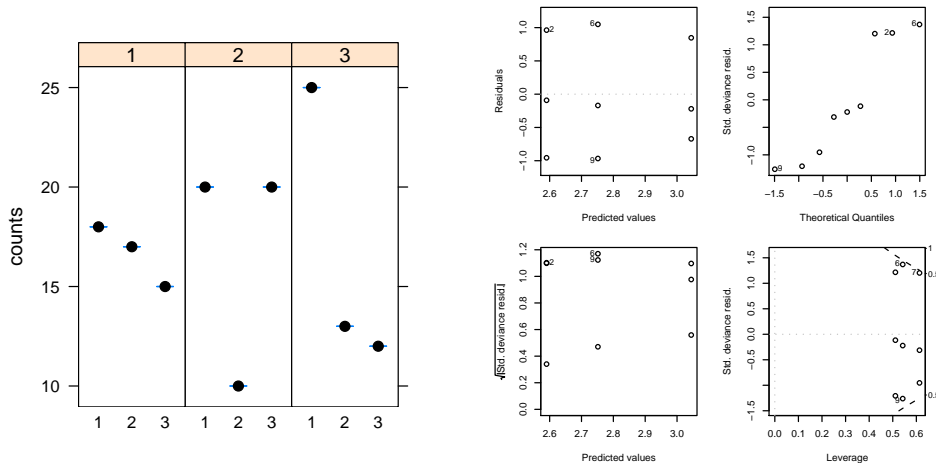 counts
1 2 3
25
20
15
10
1 2 3 1 2 3 1 2 3
Residuals
1.0
0.5
0.0
−0.5
−1.0
2
6
9
2.6 2.7 2.8 2.9 3.0
Predicted values
Std. deviance resid.
1.0
0.0
−1.0
2
6
9
−1.5 −0.5 0.5 1.0 1.5
Theoretical Quantiles
√|Std. deviance resid.|
1.2
1.0
0.8
0.6
0.4
0.2
0.0
2
6
9
2.6 2.7 2.8 2.9 3.0
Predicted values
Std. deviance resid.
1.5
1.0
0.5
0.0
−0.5
−1.5
6
7
9
1
0.0 0.1 0.2 0.3 0.4 0.5 0.6
Leverage